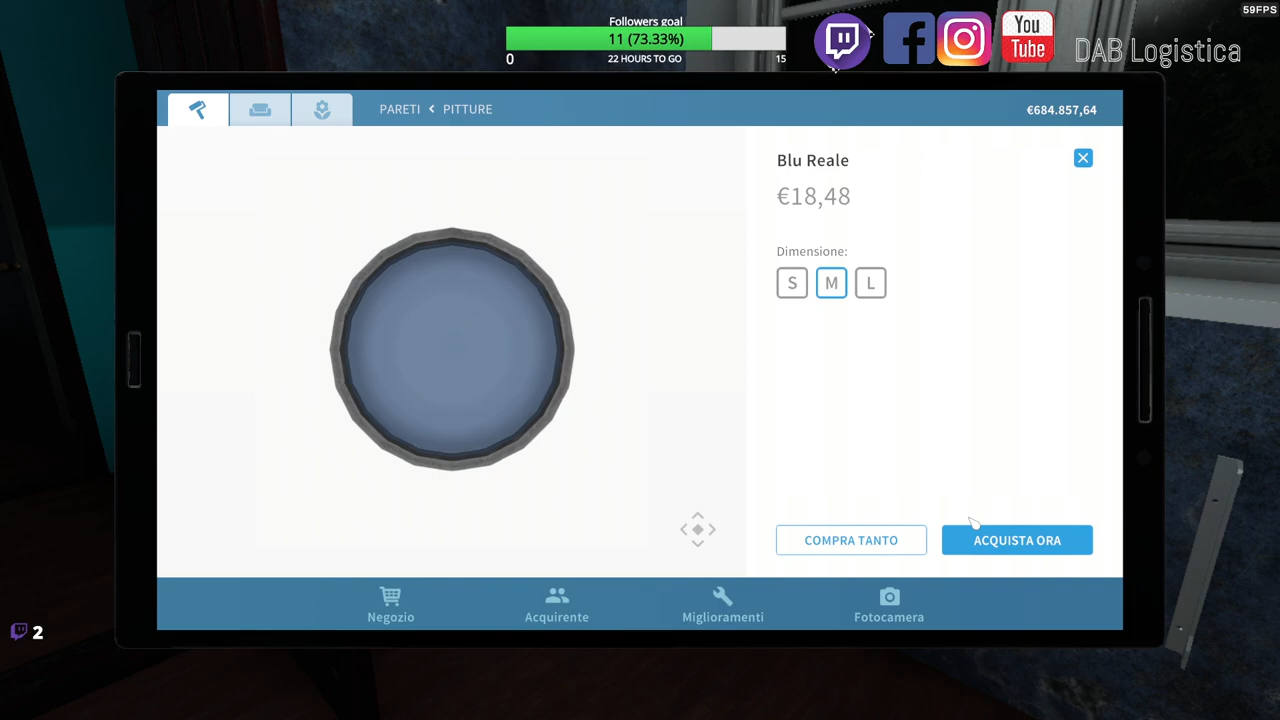 59FPS
Followers goal
11 (73.33%)
0 22 HOURS TO GO 15
You
Tube
DAB Logistica
PARETI < PITTURE
€684.857,64
Blu Reale
€18,48
Dimensione:
S M L
COMPRA TANTO ACQUISTA ORA
Negozio Acquirente Miglioramenti Fotocamera
2